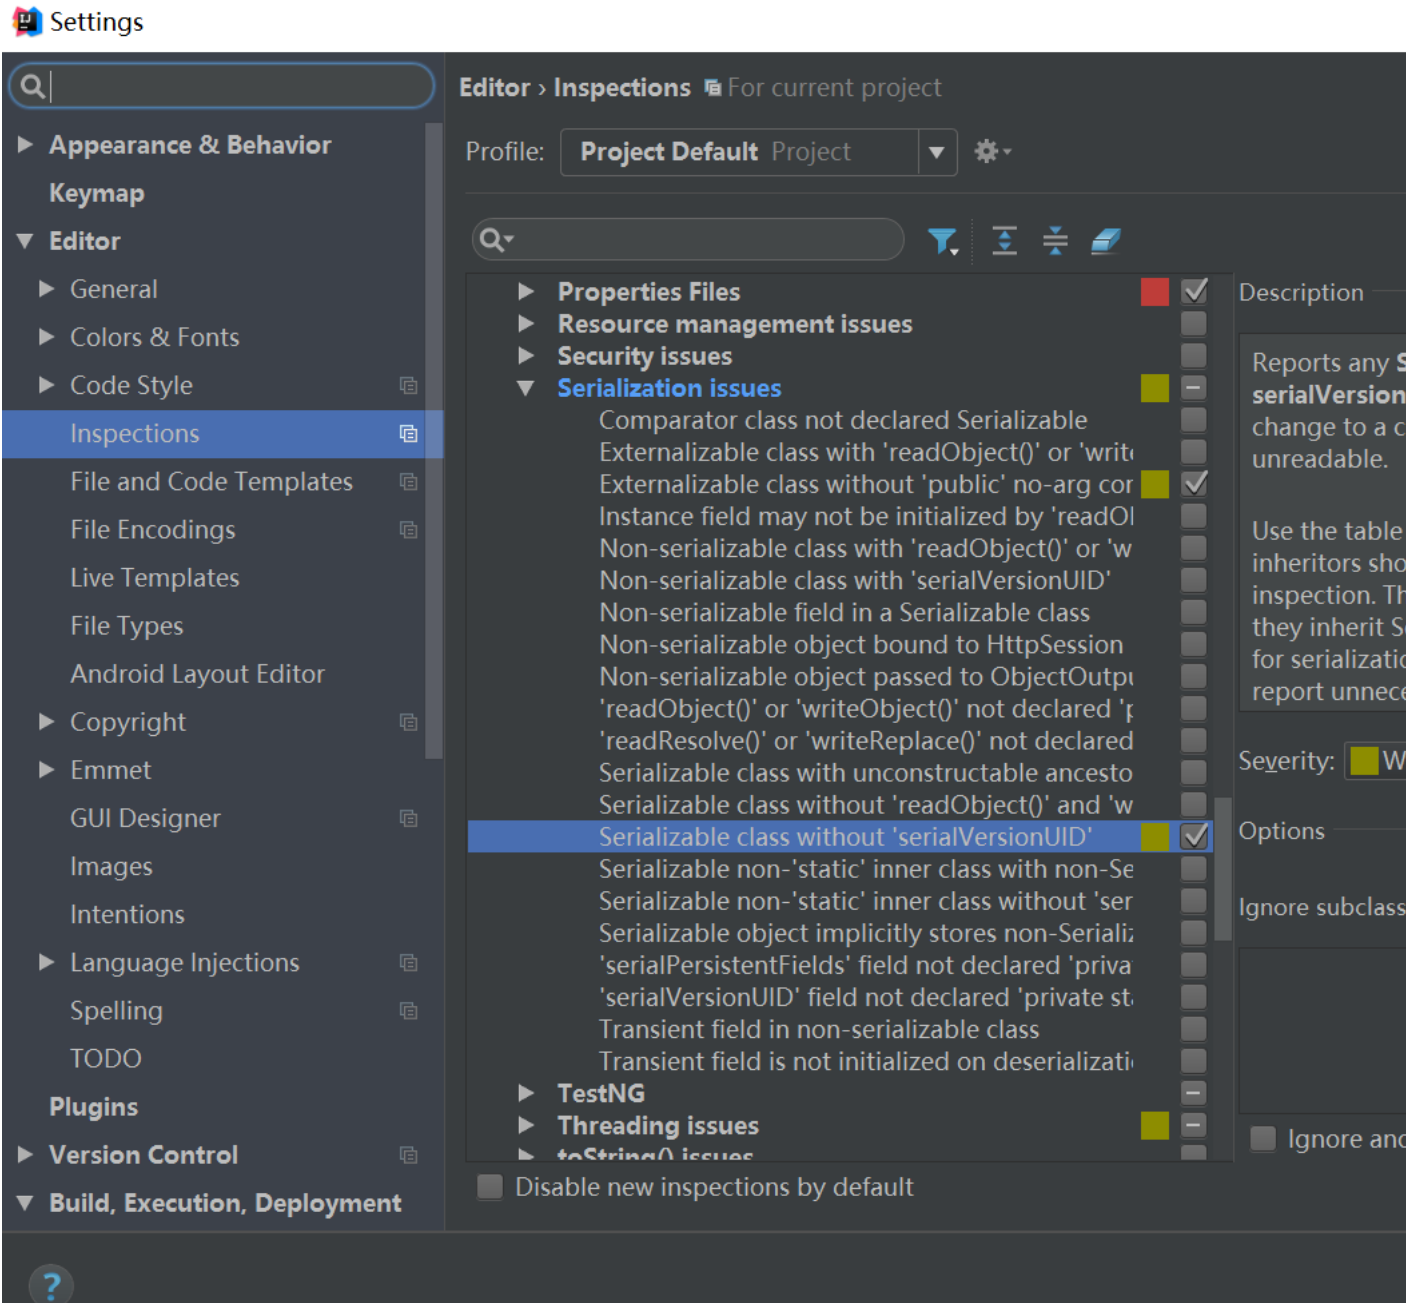 Settings
Editor › Inspections For current project
Appearance & Behavior
Keymap
Editor
General
Colors & Fonts
Code Style
Inspections
File and Code Templates
File Encodings
Live Templates
File Types
Android Layout Editor
Copyright
Emmet
GUI Designer
Images
Intentions
Language Injections
Spelling
TODO
Plugins
Version Control
Build, Execution, Deployment
?
Profile: Project Default Project
Properties Files
Resource management issues
Security issues
Serialization issues
Comparator class not declared Serializable
Externalizable class with 'readObject()' or 'writ
Externalizable class without 'public' no-arg cor
Instance field may not be initialized by 'readO
Non-serializable class with 'readObject()' or 'w
Non-serializable class with 'serialVersionUID'
Non-serializable field in a Serializable class
Non-serializable object bound to HttpSession
Non-serializable object passed to ObjectOutp
'readObject()' or 'writeObject()' not declared 'p
'readResolve()' or 'writeReplace()' not declared
Serializable class with unconstructable ancesto
Serializable class without 'readObject()' and 'w
Serializable class without 'serialVersionUID'
Serializable non-'static' inner class with non-Se
Serializable non-'static' inner class without 'ser
Serializable object implicitly stores non-Serializ
'serialPersistentFields' field not declared 'priva
'serialVersionUID' field not declared 'private st
Transient field in non-serializable class
Transient field is not initialized on deserializati
TestNG
Threading issues
toString() issues
Disable new inspections by default
Description
Reports any S
serialVersion
change to a c
unreadable.
Use the table
inheritors sho
inspection. Th
they inherit S
for serializatio
report unnece
Severity: W
Options
Ignore subclass
Ignore and